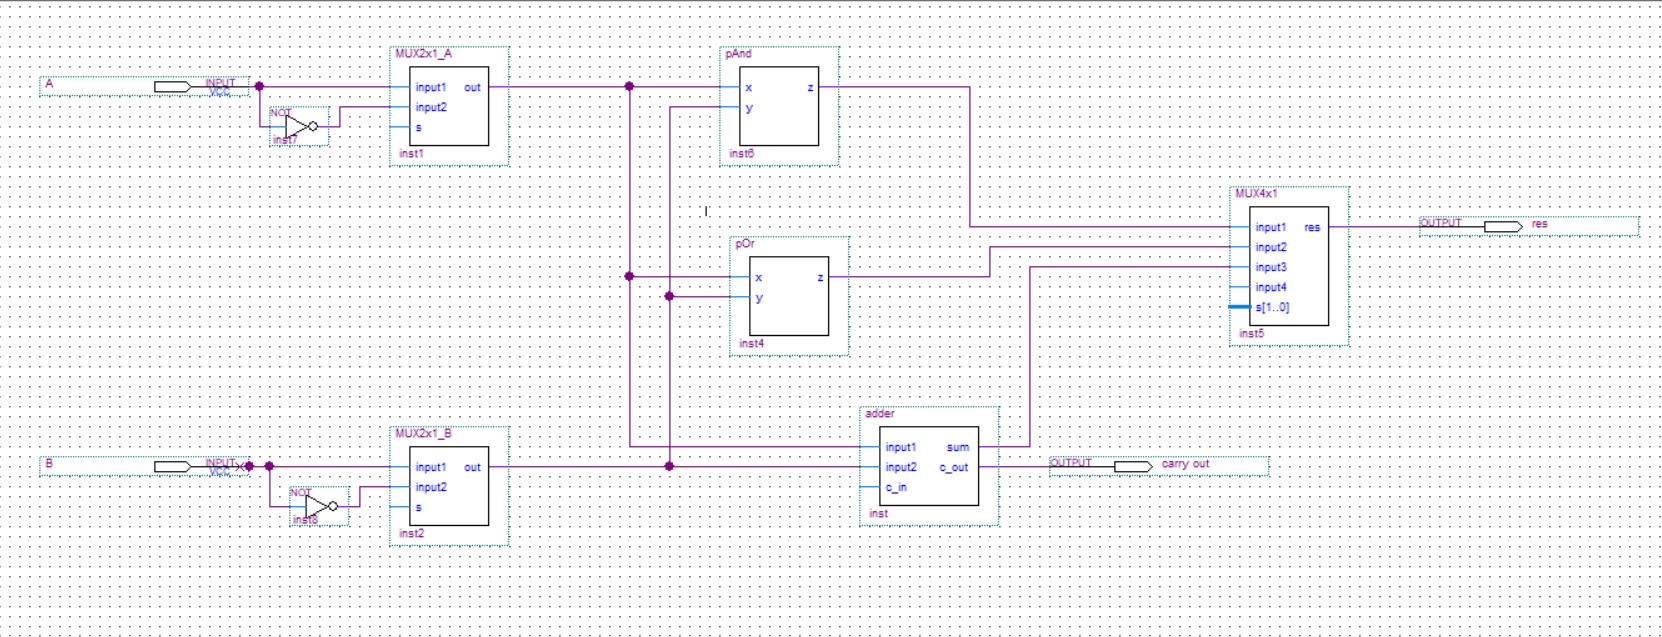 A
INPUT
VCC
NOT
inst7
MUX2x1_A
input1 out
input2
s
inst1
pAnd
x z
y
inst6
pOr
x z
y
inst4
MUX4x1
input1 res
input2
input3
input4
s[1..0]
inst5
OUTPUT res
B
INPUT
VCC
NOT
inst8
MUX2x1_B
input1 out
input2
s
inst2
adder
input1 sum
input2 c_out
c_in
inst
OUTPUT carry out